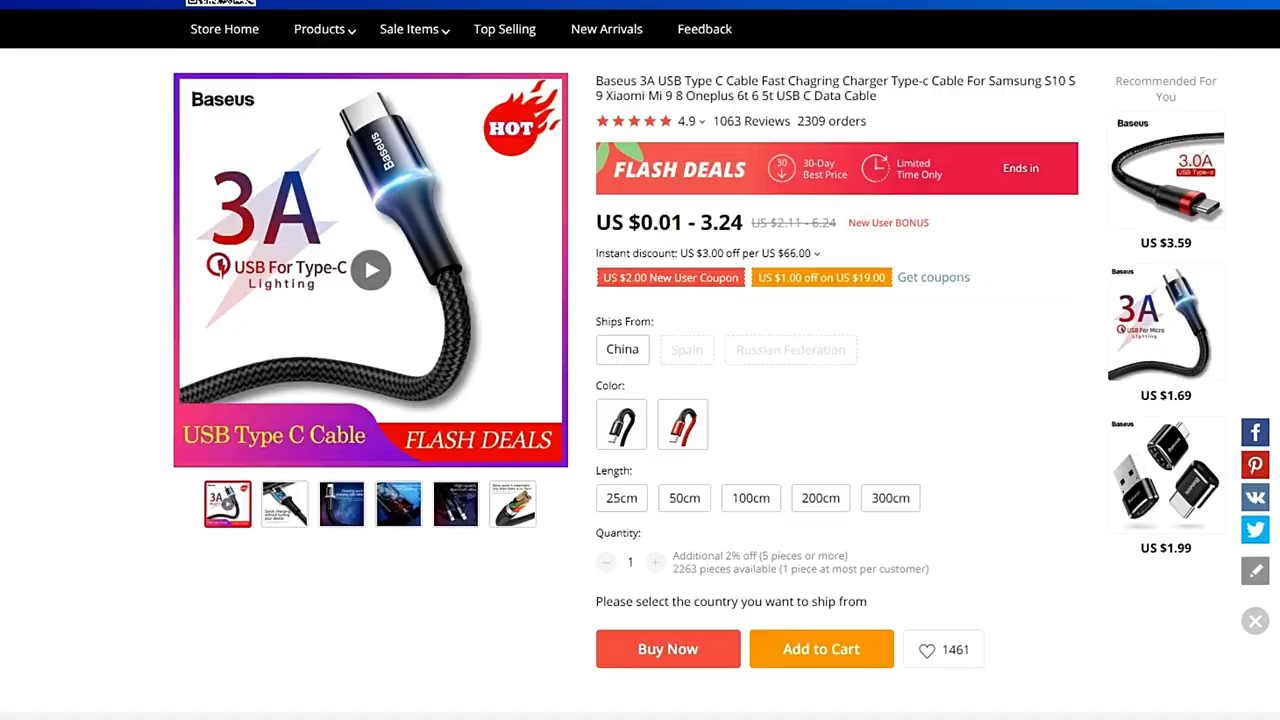 Store Home Products Sale Items Top Selling New Arrivals Feedback
Baseus
HOT
Baseus
3A
USB For Type-C
Lighting
USB Type C Cable
FLASH DEALS
Baseus 3A USB Type C Cable Fast Chagring Charger Type-c Cable For Samsung S10 S
9 Xiaomi Mi 9 8 Oneplus 6t 6 5t USB C Data Cable
4.9 1063 Reviews 2309 orders
FLASH DEALS 30 30-Day Best Price Limited Time Only Ends in
US $0.01 - 3.24 US $2.11 - 6.24 New User BONUS
Instant discount: US $3.00 off per US $66.00
US $2.00 New User Coupon US $1.00 off on US $19.00 Get coupons
Ships From:
China Spain Russian Federation
Color:
Length:
25cm 50cm 100cm 200cm 300cm
Quantity:
1
Additional 2% off (5 pieces or more)
2263 pieces available (1 piece at most per customer)
Please select the country you want to ship from
Buy Now Add to Cart 1461
Recommended For
You
Baseus
3.0A
USB Type-c
US $3.59
Baseus
3A
USB For Micro
Lighting
US $1.69
Baseus
US $1.99